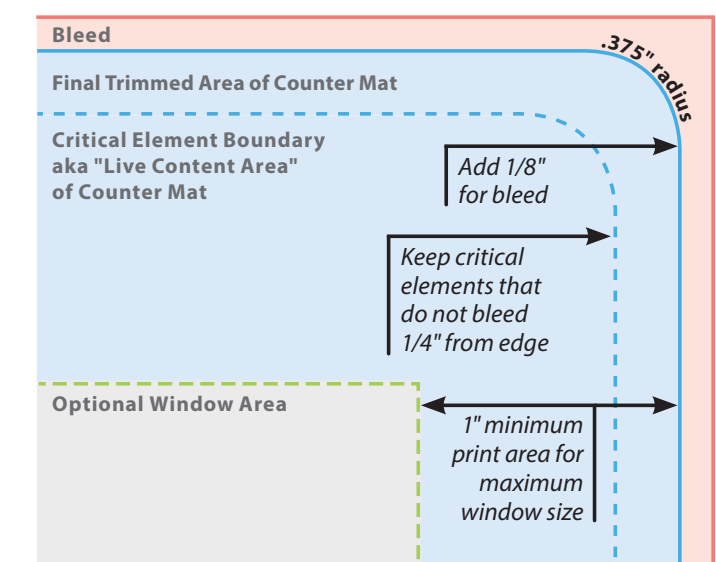 Bleed
.375" radius
Final Trimmed Area of Counter Mat
Critical Element Boundary
aka "Live Content Area"
of Counter Mat
Add 1/8"
for bleed
Keep critical
elements that
do not bleed
1/4" from edge
Optional Window Area
1" minimum
print area for
maximum
window size